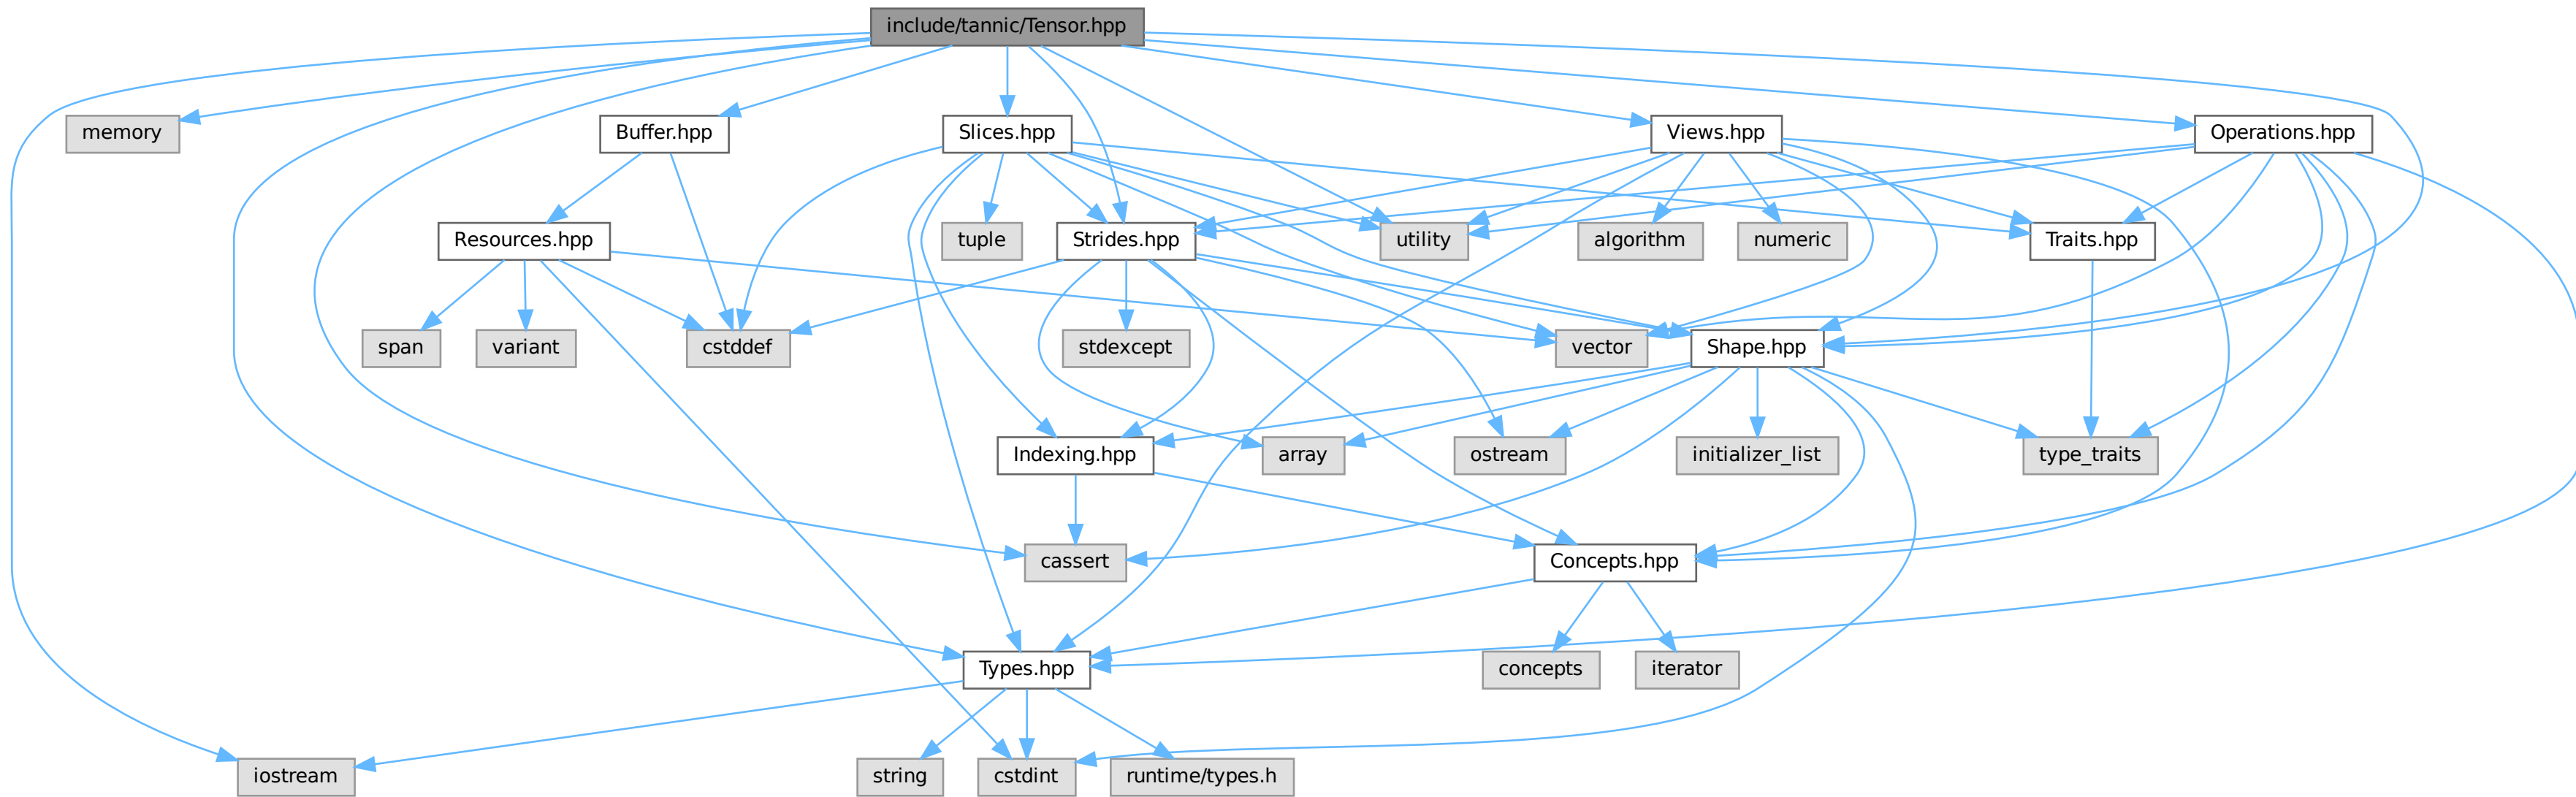 include/tannic/Tensor.hpp
memory
Buffer.hpp
Slices.hpp
Views.hpp
Operations.hpp
Resources.hpp
tuple
Strides.hpp
utility
algorithm
numeric
Traits.hpp
span
variant
cstddef
stdexcept
vector
Shape.hpp
Indexing.hpp
array
ostream
initializer_list
type_traits
cassert
Concepts.hpp
Types.hpp
concepts
iterator
iostream
string
cstdint
runtime/types.h